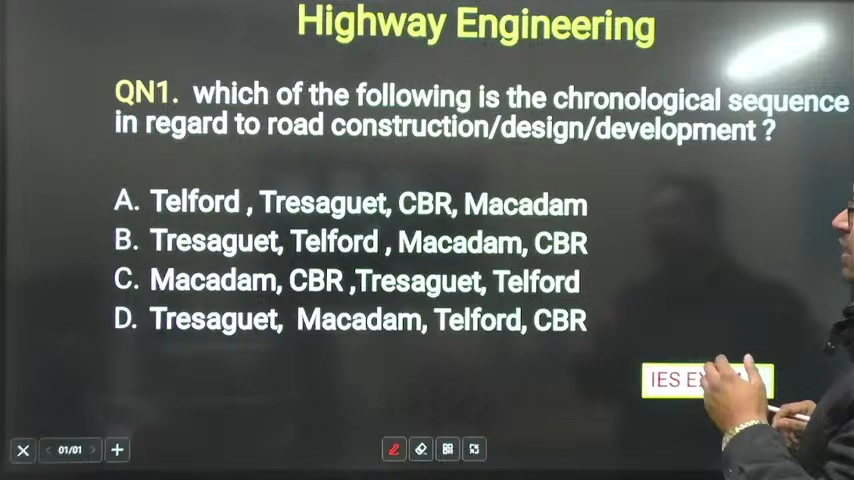 Highway Engineering
QN1. which of the following is the chronological sequence
in regard to road construction/design/development ?
A. Telford , Tresaguet, CBR, Macadam
B. Tresaguet, Telford , Macadam, CBR
C. Macadam, CBR ,Tresaguet, Telford
D. Tresaguet, Macadam, Telford, CBR
IES
01/01